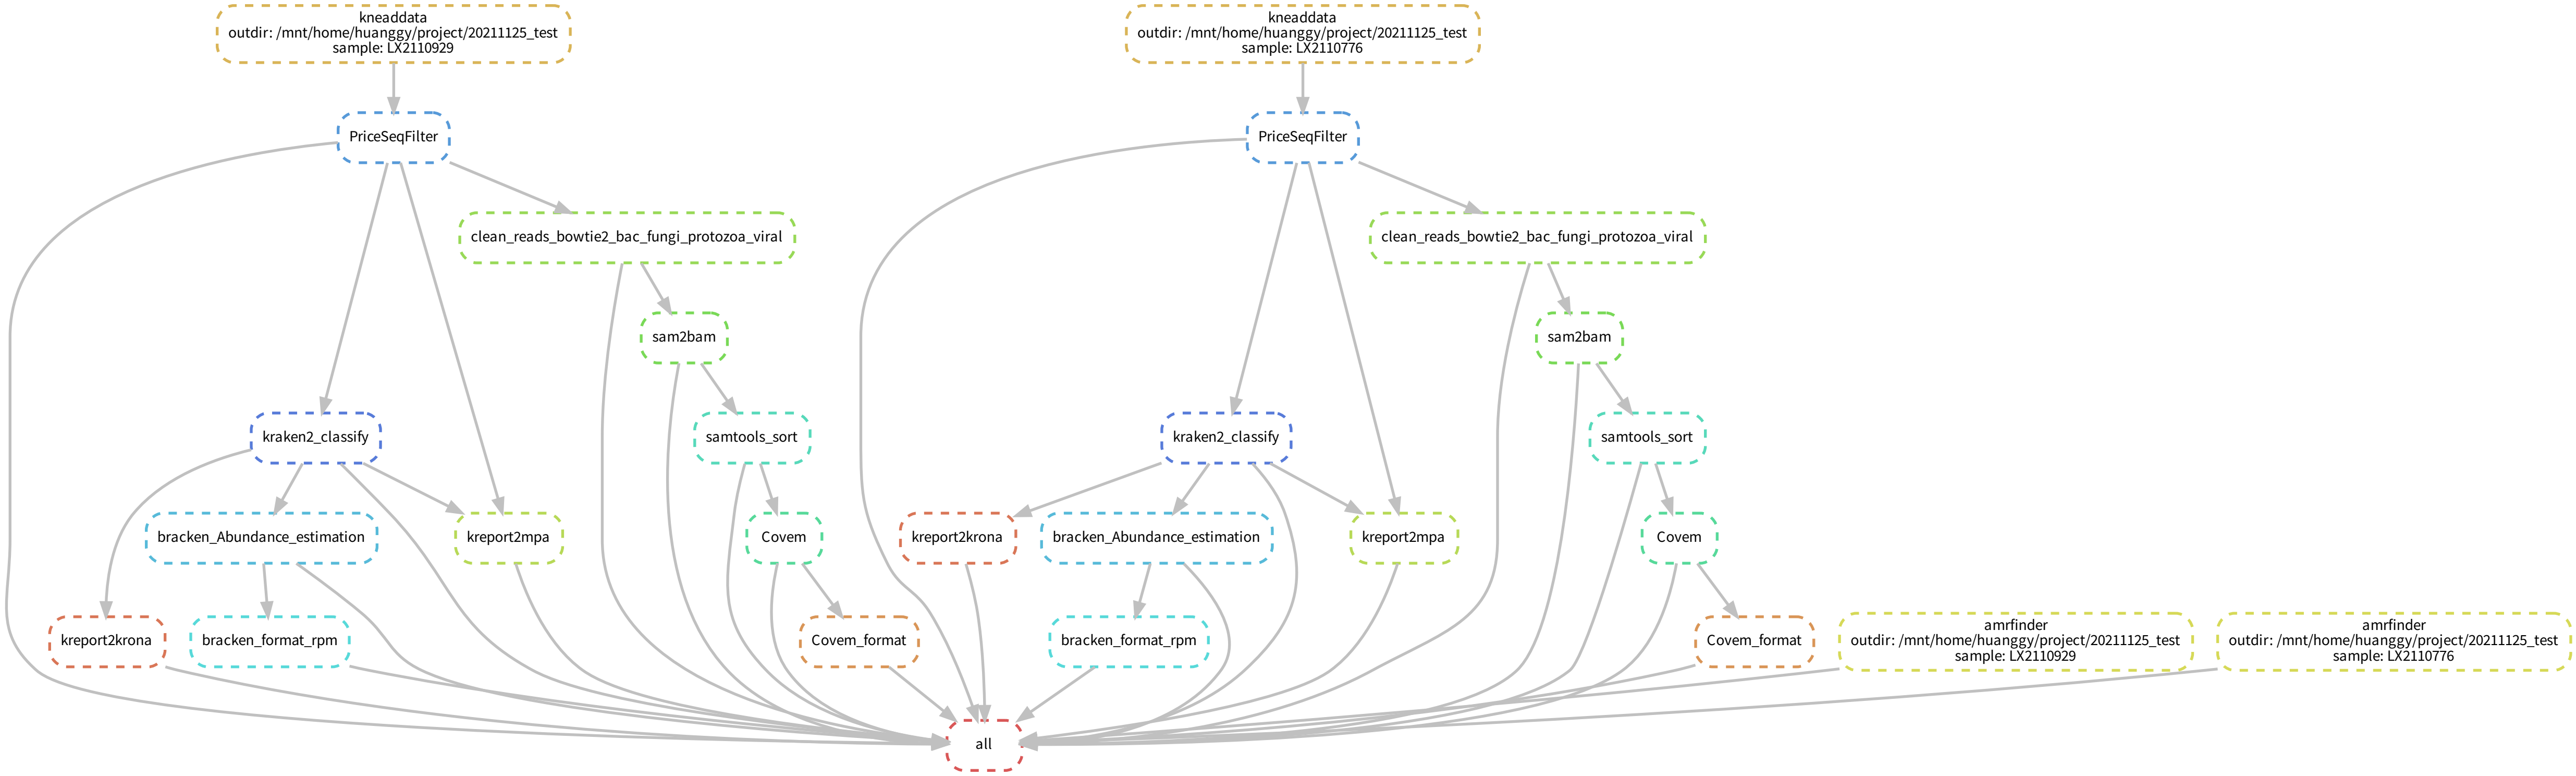 kneaddata
outdir: /mnt/home/huanggy/project/20211125_test
sample: LX2110929
kneaddata
outdir: /mnt/home/huanggy/project/20211125_test
sample: LX2110776
PriceSeqFilter
PriceSeqFilter
clean_reads_bowtie2_bac_fungi_protozoa_viral
clean_reads_bowtie2_bac_fungi_protozoa_viral
sam2bam
sam2bam
kraken2_classify
samtools_sort
kraken2_classify
samtools_sort
bracken_Abundance_estimation
kreport2mpa
Covem
kreport2krona
bracken_Abundance_estimation
kreport2mpa
Covem
kreport2krona
bracken_format_rpm
Covem_format
bracken_format_rpm
Covem_format
amrfinder
outdir: /mnt/home/huanggy/project/20211125_test
sample: LX2110929
amrfinder
outdir: /mnt/home/huanggy/project/20211125_test
sample: LX2110776
all